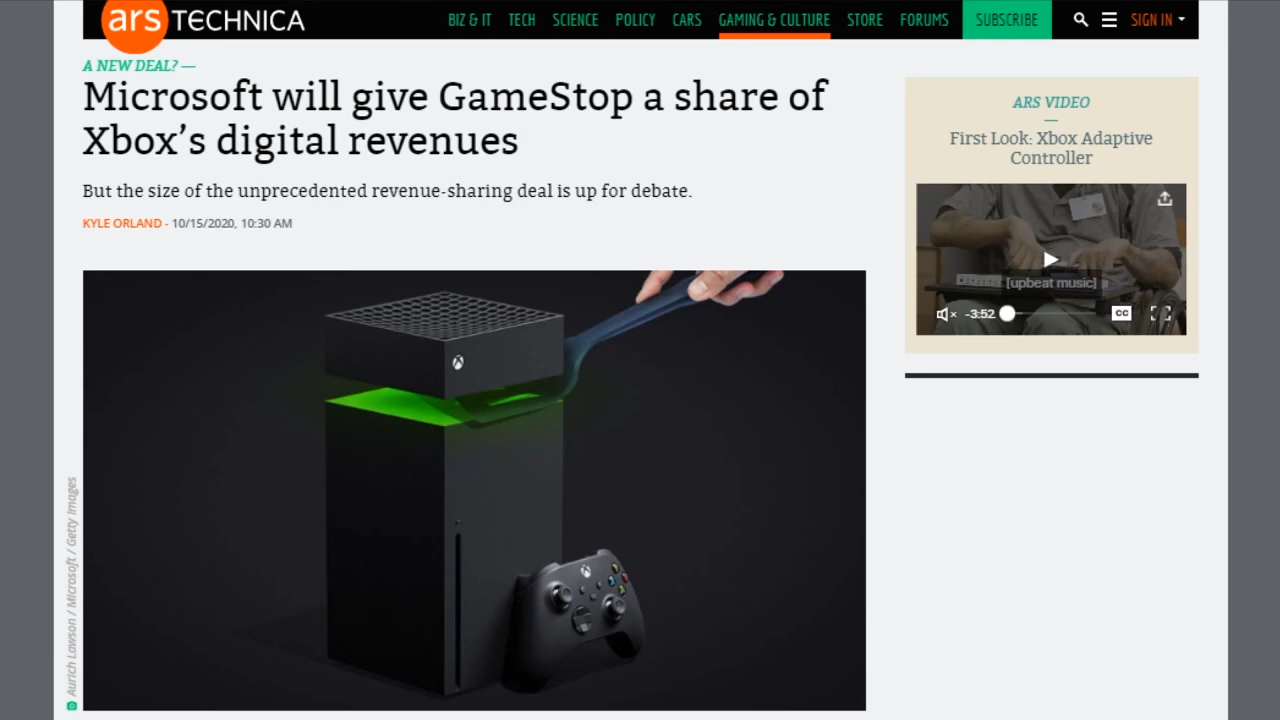 ars TECHNICA
BIZ & IT TECH SCIENCE POLICY CARS GAMING & CULTURE STORE FORUMS SUBSCRIBE SIGN IN
A NEW DEAL? —
Microsoft will give GameStop a share of
Xbox’s digital revenues
But the size of the unprecedented revenue-sharing deal is up for debate.
KYLE ORLAND - 10/15/2020, 10:30 AM
Aurich Lawson / Microsoft / Getty Images
ARS VIDEO
First Look: Xbox Adaptive
Controller
[upbeat music]
-3:52
CC